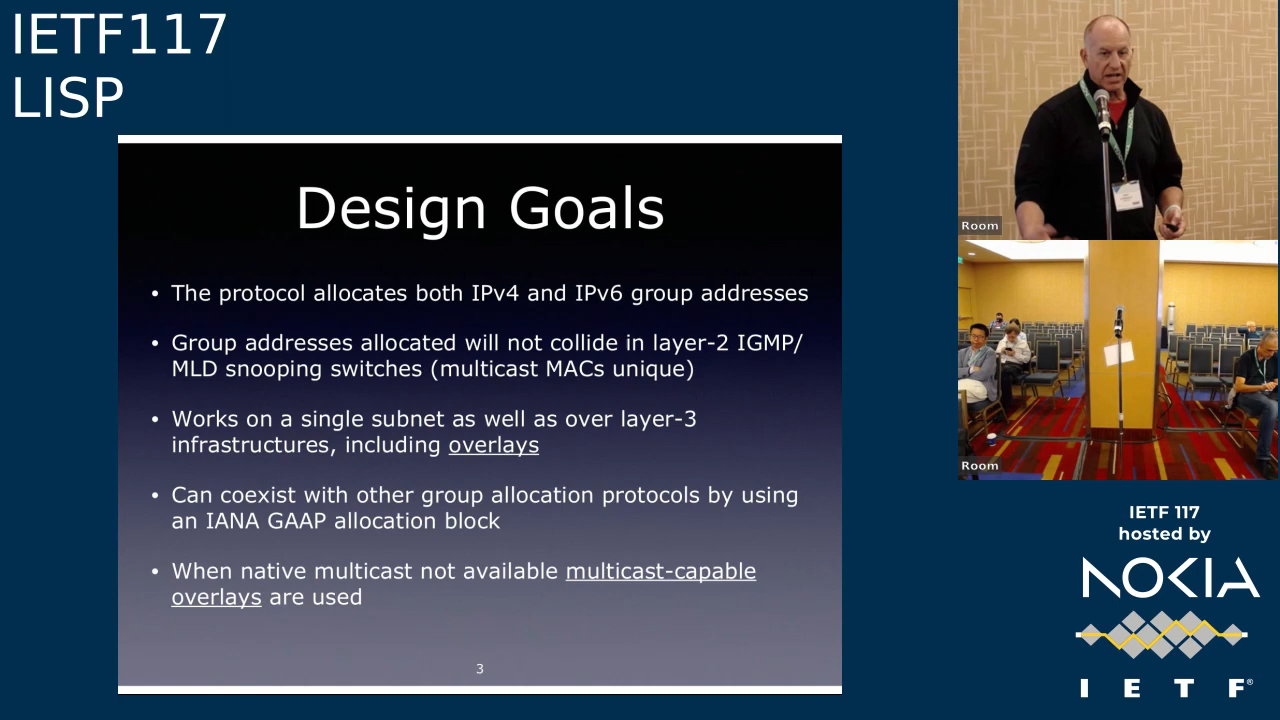 IETF117
LISP
Design Goals
• The protocol allocates both IPv4 and IPv6 group addresses
• Group addresses allocated will not collide in layer-2 IGMP/
MLD snooping switches (multicast MACs unique)
• Works on a single subnet as well as over layer-3
infrastructures, including overlays
• Can coexist with other group allocation protocols by using
an IANA GAAP allocation block
• When native multicast not available multicast-capable
overlays are used
3
Room
Room
IETF 117
hosted by
NOKIA
I E T F®